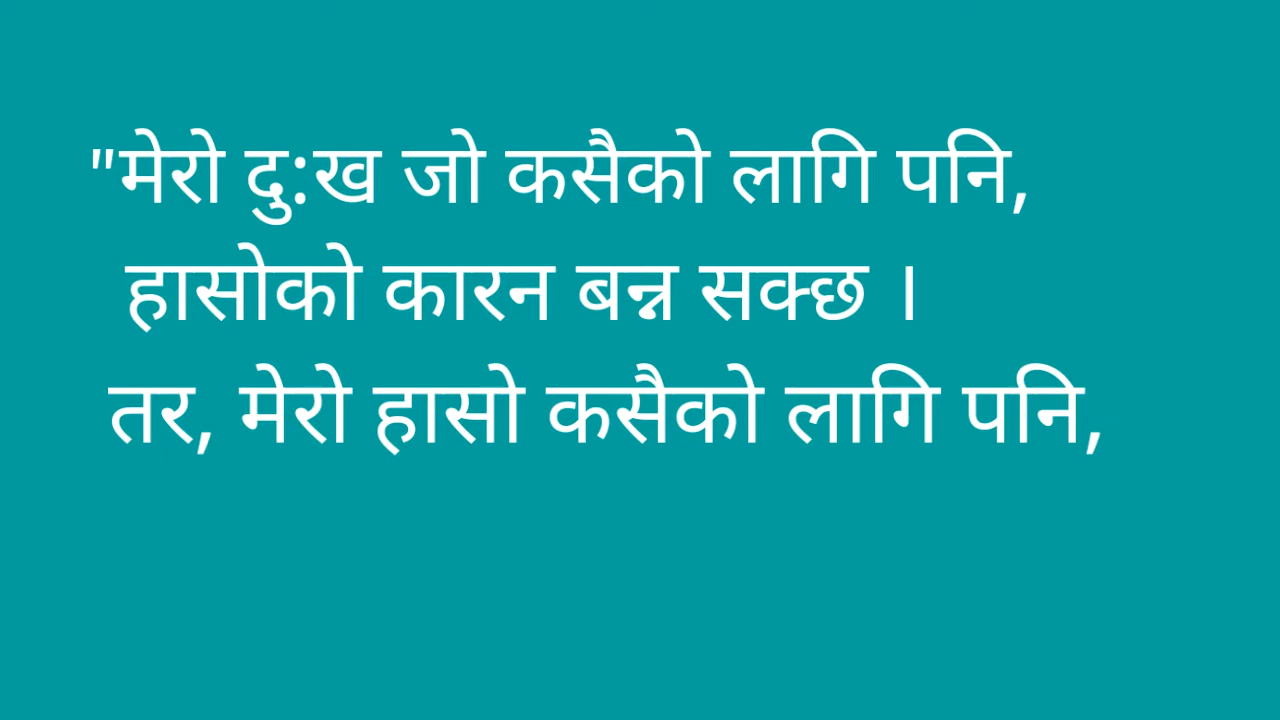 "मेरो दु:ख जो कसैको लागि पनि,
हासोको कारन बन्न सक्छ ।
तर, मेरो हासो कसैको लागि पनि,